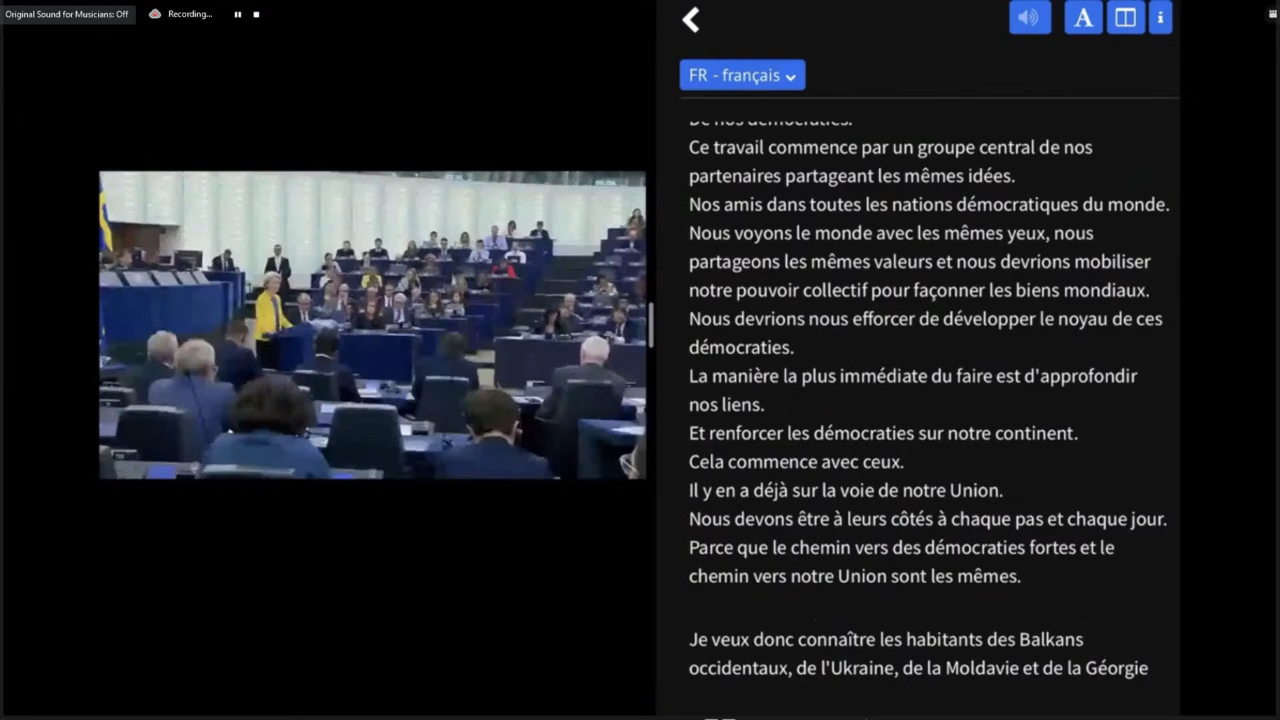 Original Sound for Musicians: Off
Recording...
A
i
FR - français
De nos démocraties.
Ce travail commence par un groupe central de nos
partenaires partageant les mêmes idées.
Nos amis dans toutes les nations démocratiques du monde.
Nous voyons le monde avec les mêmes yeux, nous
partageons les mêmes valeurs et nous devrions mobiliser
notre pouvoir collectif pour façonner les biens mondiaux.
Nous devrions nous efforcer de développer le noyau de ces
démocraties.
La manière la plus immédiate du faire est d'approfondir
nos liens.
Et renforcer les démocraties sur notre continent.
Cela commence avec ceux.
Il y en a déjà sur la voie de notre Union.
Nous devons être à leurs côtés à chaque pas et chaque jour.
Parce que le chemin vers des démocraties fortes et le
chemin vers notre Union sont les mêmes.
Je veux donc connaître les habitants des Balkans
occidentaux, de l'Ukraine, de la Moldavie et de la Géorgie